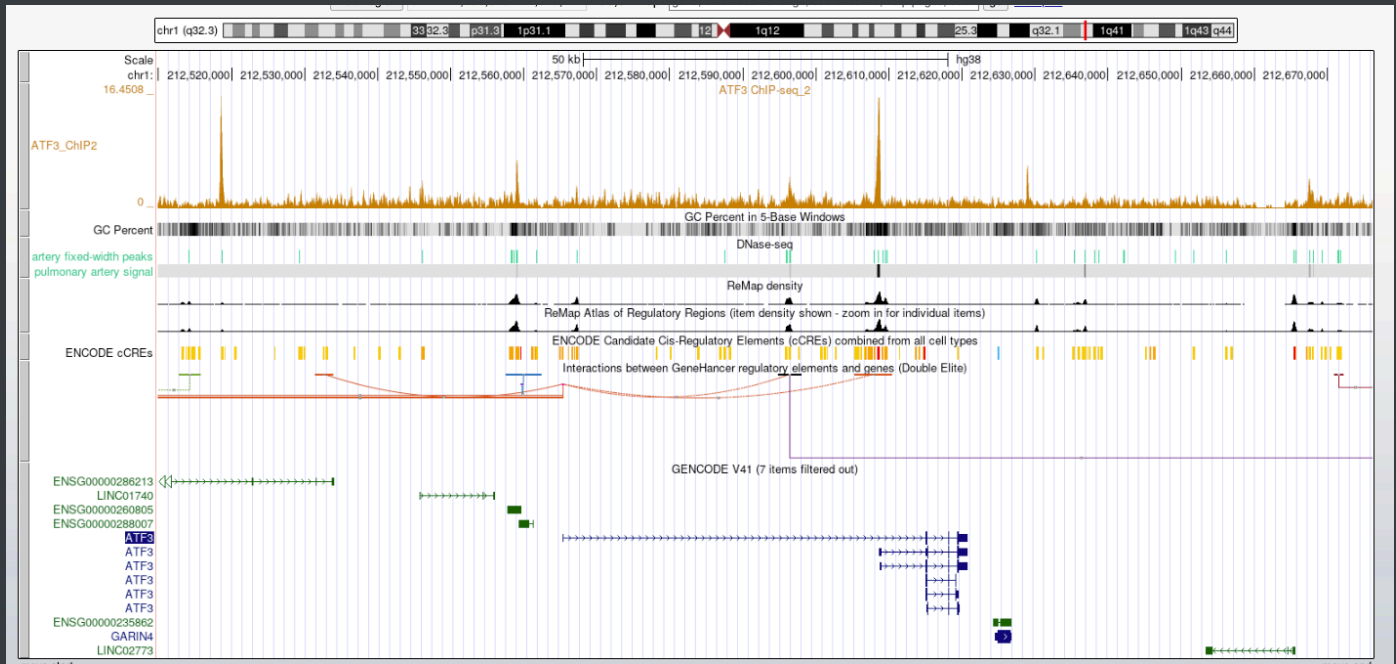 chr1 (q32.3) 33 32.3 p31.3 1p31.1 12 1q12 25.3 q32.1 1q41 1q43 q44
Scale 50 kb hg38
chr1: 212,520,000 212,530,000 212,540,000 212,550,000 212,560,000 212,570,000 212,580,000 212,590,000 212,600,000 212,610,000 212,620,000 212,630,000 212,640,000 212,650,000 212,660,000 212,670,000
16.4508 _ ATF3 ChIP-seq_2
ATF3_ChIP2
0 _
GC Percent in 5-Base Windows
GC Percent
DNase-seq
artery fixed-width peaks
pulmonary artery signal
ReMap density
ReMap Atlas of Regulatory Regions (item density shown - zoom in for individual items)
ENCODE Candidate Cis-Regulatory Elements (cCREs) combined from all cell types
ENCODE cCREs
Interactions between GeneHancer regulatory elements and genes (Double Elite)
GENCODE V41 (7 items filtered out)
ENSG00000286213
LINC01740
ENSG00000260805
ENSG00000288007
ATF3
ATF3
ATF3
ATF3
ATF3
ATF3
ENSG00000235862
GARIN4
LINC02773